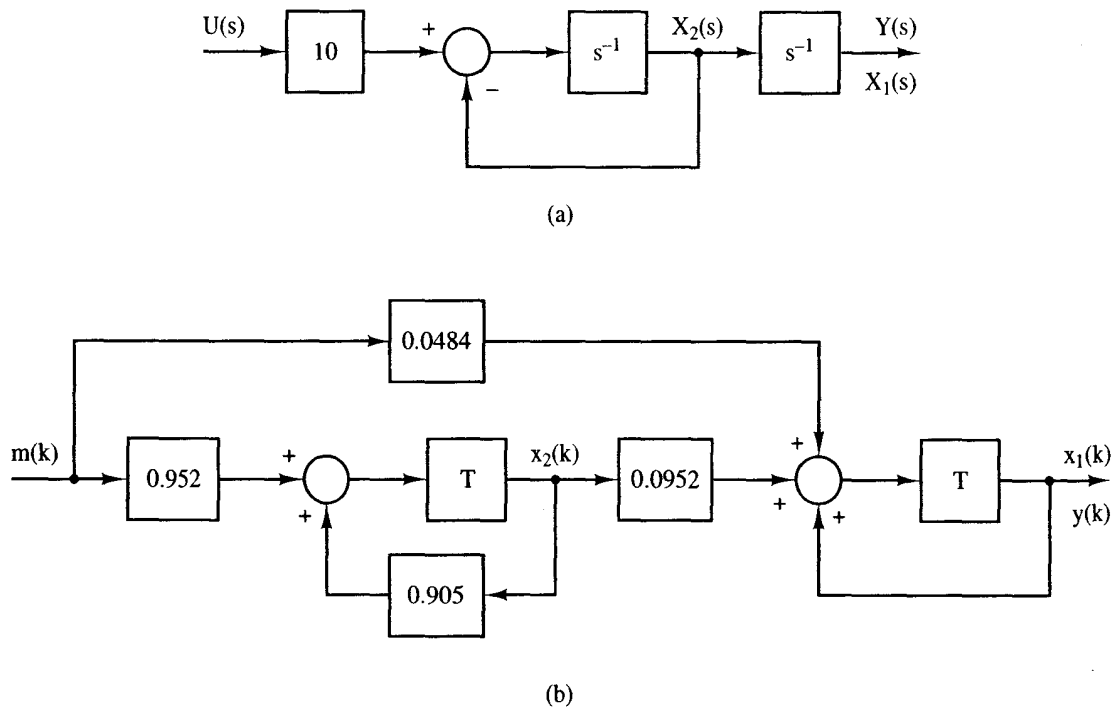 U(s)
10
+
−
s⁻¹
X₂(s)
s⁻¹
Y(s)
X₁(s)
(a)
0.0484
m(k)
0.952
+
+
T
x₂(k)
0.0952
+
+
+
T
x₁(k)
y(k)
0.905
(b)